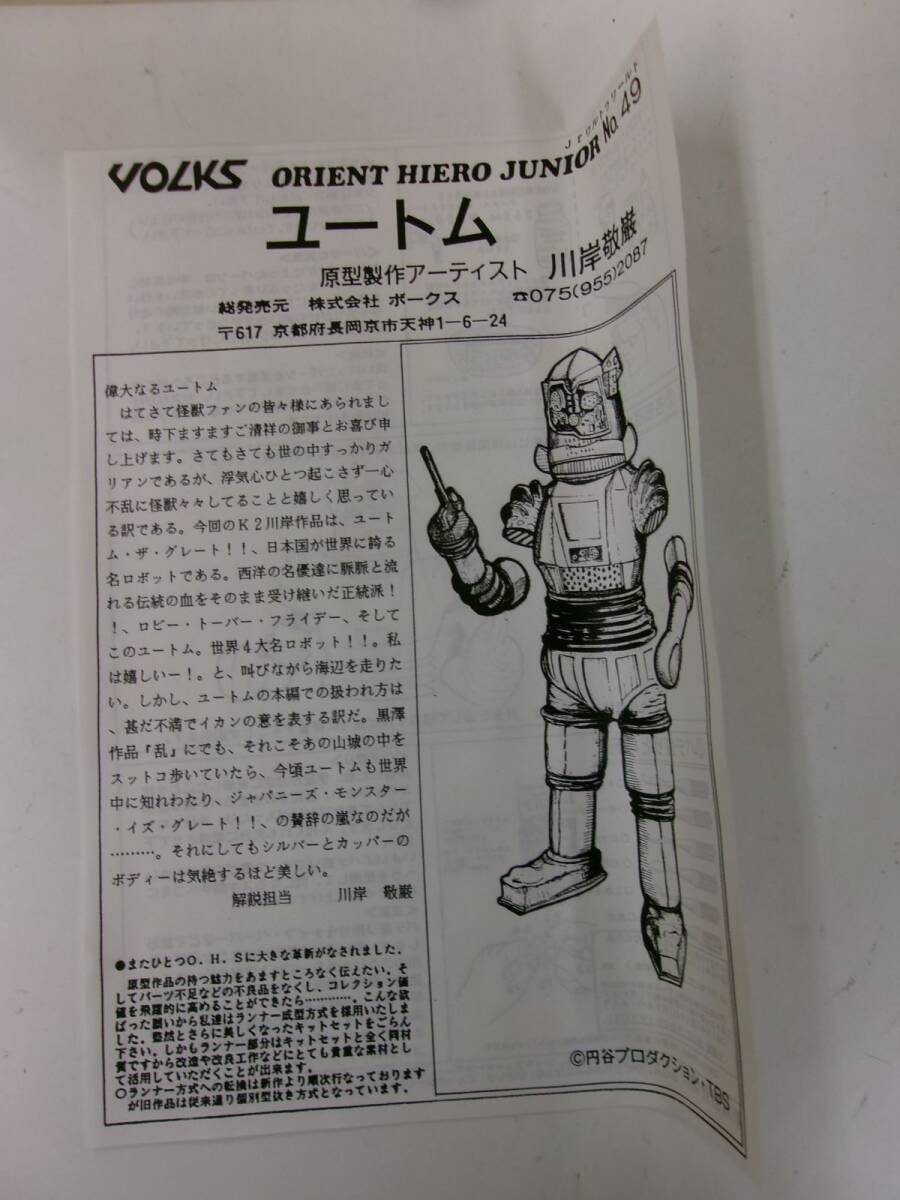 VOLKS ORIENT HIERO JUNIOR No. 49
ユートム
原型製作アーティスト 川岸敬厳
総発売元 株式会社 ボークス ☎075(955)2087
〒617 京都府長岡京市天神1-6-24
偉大なるユートム
はてさて怪獣ファンの皆々様にあられまし
ては、時下ますますご清祥の御事とお喜び申
し上げます。さてもさても世の中すっかりガ
リアンであるが、浮気心ひとつ起こさず一心
不乱に怪獣々々してることと嬉しく思ってい
る訳である。今回のK2川岸作品は、ユート
ム・ザ・グレート！！、日本国が世界に誇る
名ロボットである。西洋の名優達に脈脈と流
れる伝統の血をそのまま受け継いだ正統派！
！、ロビー・トーバー・フライデー、そして
このユートム。世界4大名ロボット！！。私
は嬉しいー！。と、叫びながら海辺を走りた
い。しかし、ユートムの本編での扱われ方は
、甚だ不満でイカンの意を表する訳だ。黒澤
作品『乱』にでも、それこそあの山城の中を
スットコ歩いていたら、今頃ユートムも世界
中に知れわたり、ジャパニーズ・モンスター
・イズ・グレート！！、の賛辞の嵐なのだが
………。それにしてもシルバーとカッパーの
ボディーは気絶するほど美しい。
解説担当 川岸 敬厳
●またひとつO．H．Sに大きな革新がなされました．
原型作品の持つ魅力をあますところなく伝えたい．そ
してパーツ不足などの不良品をなくし、コレクション価
値を飛躍的に高めることができたら…………．こんな欲
ばった願いから私達はランナー成型方式を採用いたしま
した．整然とさらに美しくなったキットセットをごらん
下さい．しかもランナー部分はキットセットと全く同材
質ですから改造や改良工作などにとても貴重な素材とし
て活用していただくことが出来ます．
○ランナー方式への転換は新作より順次行なっております
が旧作品は従来通り個別型抜き方式となっています．
©円谷プロダクション・TBS